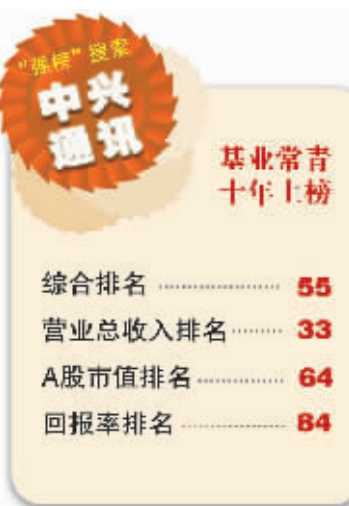 “强榜”搜索
中兴
通讯
基业常青
十年上榜
综合排名 ………………… 55
营业总收入排名 ……… 33
A股市值排名 …………… 64
回报率排名 ……………… 84